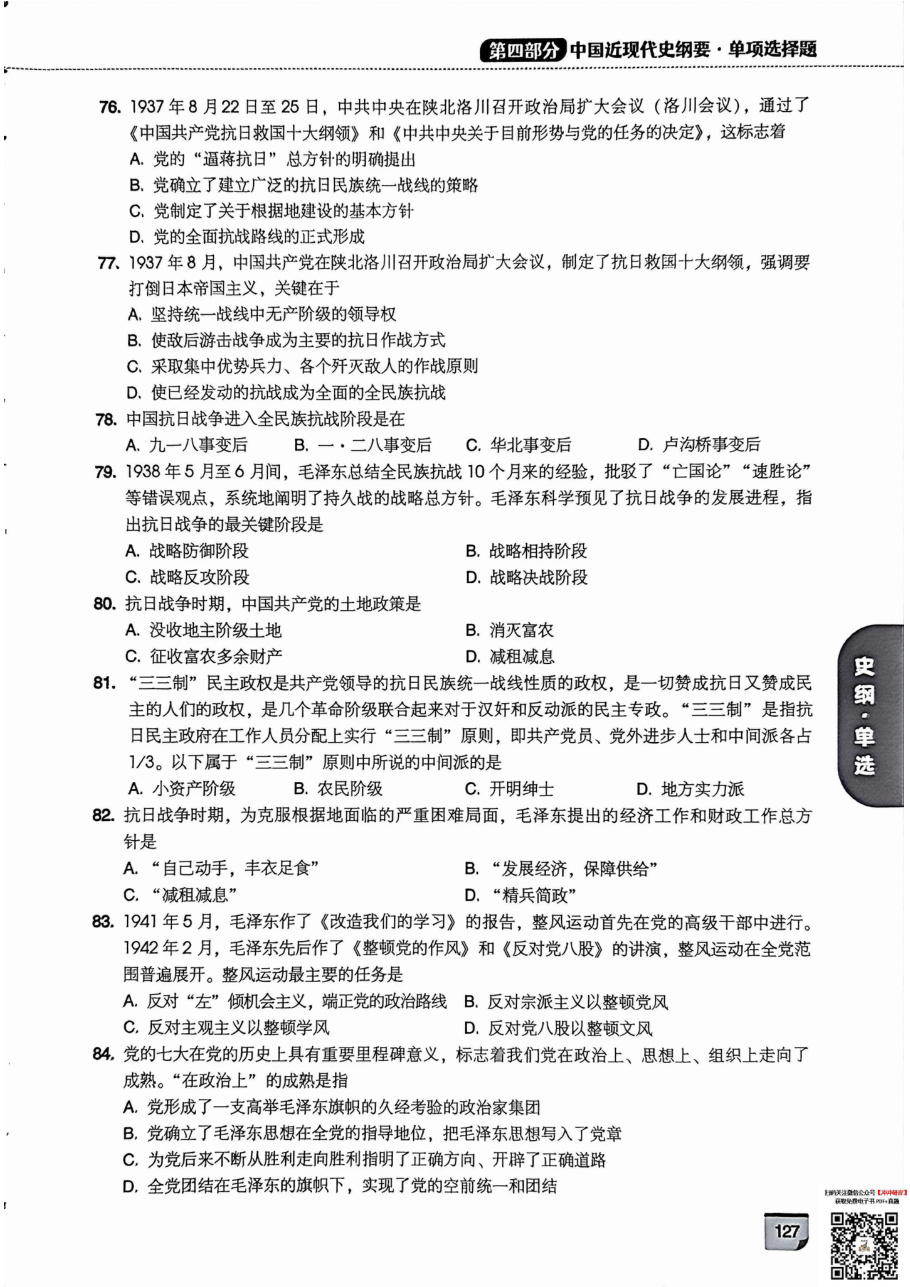 第四部分 中国近现代史纲要·单项选择题
76. 1937年8月22日至25日，中共中央在陕北洛川召开政治局扩大会议（洛川会议），通过了
《中国共产党抗日救国十大纲领》和《中共中央关于目前形势与党的任务的决定》，这标志着
A. 党的“逼蒋抗日”总方针的明确提出
B. 党确立了建立广泛的抗日民族统一战线的策略
C. 党制定了关于根据地建设的基本方针
D. 党的全面抗战路线的正式形成
77. 1937年8月，中国共产党在陕北洛川召开政治局扩大会议，制定了抗日救国十大纲领，强调要
打倒日本帝国主义，关键在于
A. 坚持统一战线中无产阶级的领导权
B. 使敌后游击战争成为主要的抗日作战方式
C. 采取集中优势兵力、各个歼灭敌人的作战原则
D. 使已经发动的抗战成为全面的全民族抗战
78. 中国抗日战争进入全民族抗战阶段是在
A. 九一八事变后 B. 一·二八事变后 C. 华北事变后 D. 卢沟桥事变后
79. 1938年5月至6月间，毛泽东总结全民族抗战10个月来的经验，批驳了“亡国论”“速胜论”
等错误观点，系统地阐明了持久战的战略总方针。毛泽东科学预见了抗日战争的发展进程，指
出抗日战争的最关键阶段是
A. 战略防御阶段 B. 战略相持阶段
C. 战略反攻阶段 D. 战略决战阶段
80. 抗日战争时期，中国共产党的土地政策是
A. 没收地主阶级土地 B. 消灭富农
C. 征收富农多余财产 D. 减租减息
81. “三三制”民主政权是共产党领导的抗日民族统一战线性质的政权，是一切赞成抗日又赞成民
主的人们的政权，是几个革命阶级联合起来对于汉奸和反动派的民主专政。“三三制”是指抗
日民主政府在工作人员分配上实行“三三制”原则，即共产党员、党外进步人士和中间派各占
1/3。以下属于“三三制”原则中所说的中间派的是
A. 小资产阶级 B. 农民阶级 C. 开明绅士 D. 地方实力派
82. 抗日战争时期，为克服根据地面临的严重困难局面，毛泽东提出的经济工作和财政工作总方
针是
A. “自己动手，丰衣足食” B. “发展经济，保障供给”
C. “减租减息” D. “精兵简政”
83. 1941年5月，毛泽东作了《改造我们的学习》的报告，整风运动首先在党的高级干部中进行。
1942年2月，毛泽东先后作了《整顿党的作风》和《反对党八股》的讲演，整风运动在全党范
围普遍展开。整风运动最主要的任务是
A. 反对“左”倾机会主义，端正党的政治路线 B. 反对宗派主义以整顿党风
C. 反对主观主义以整顿学风 D. 反对党八股以整顿文风
84. 党的七大在党的历史上具有重要里程碑意义，标志着我们党在政治上、思想上、组织上走向了
成熟。“在政治上”的成熟是指
A. 党形成了一支高举毛泽东旗帜的久经考验的政治家集团
B. 党确立了毛泽东思想在全党的指导地位，把毛泽东思想写入了党章
C. 为党后来不断从胜利走向胜利指明了正确方向、开辟了正确道路
D. 全党团结在毛泽东的旗帜下，实现了党的空前统一和团结
史纲·单选
扫码关注微信公众号【冲冲研资】
获取免费电子书PDF+真题
127